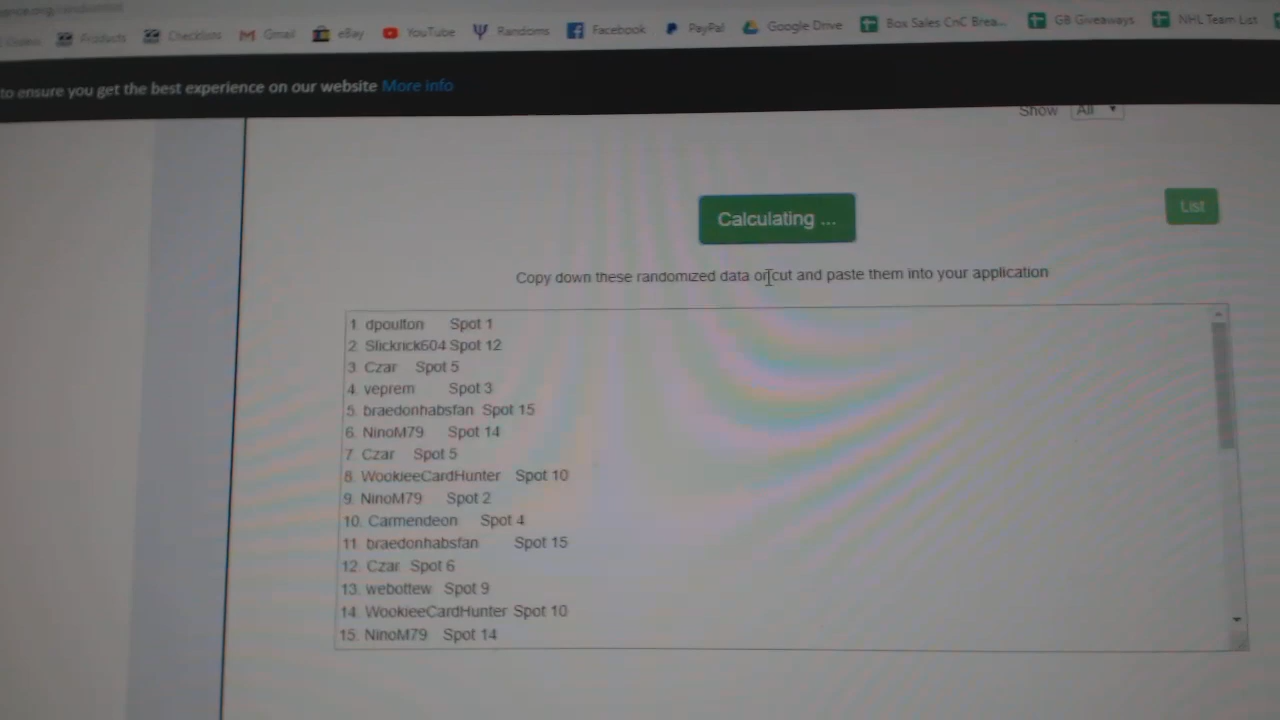 Products Checklists Gmail eBay YouTube Randoms Facebook PayPal Google Drive Box Sales CnC Brea... GB Giveaways NHL Team List
to ensure you get the best experience on our website More info
Show All
Calculating ...
List
Copy down these randomized data or cut and paste them into your application
1. dpoulton Spot 1
2. Slickrick604 Spot 12
3. Czar Spot 5
4. veprem Spot 3
5. braedonhabsfan Spot 15
6. NinoM79 Spot 14
7. Czar Spot 5
8. WookieeCardHunter Spot 10
9. NinoM79 Spot 2
10. Carmendeon Spot 4
11. braedonhabsfan Spot 15
12. Czar Spot 6
13. webottew Spot 9
14. WookieeCardHunter Spot 10
15. NinoM79 Spot 14